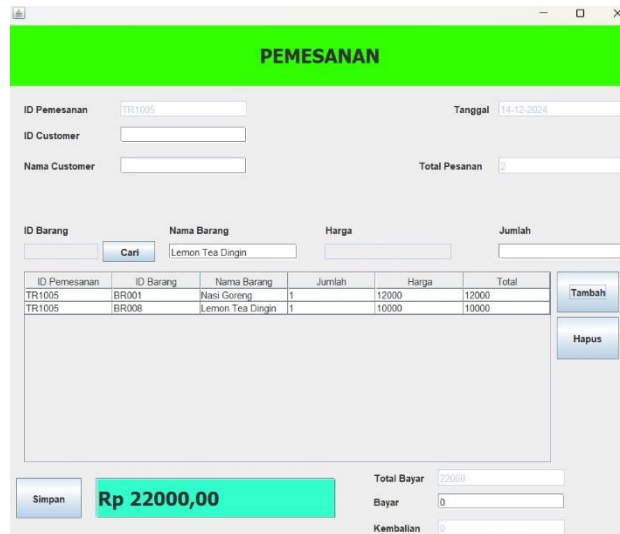 PEMESANAN
ID Pemesanan TR1005 Tanggal 14-12-2024
ID Customer
Nama Customer Total Pesanan 2
ID Barang Nama Barang Harga Jumlah
Cari Lemon Tea Dingin
ID Pemesanan ID Barang Nama Barang Jumlah Harga Total
TR1005 BR001 Nasi Goreng 1 12000 12000
TR1005 BR008 Lemon Tea Dingin 1 10000 10000
Tambah
Hapus
Total Bayar 22000
Simpan Rp 22000,00
Bayar 0
Kembalian 0